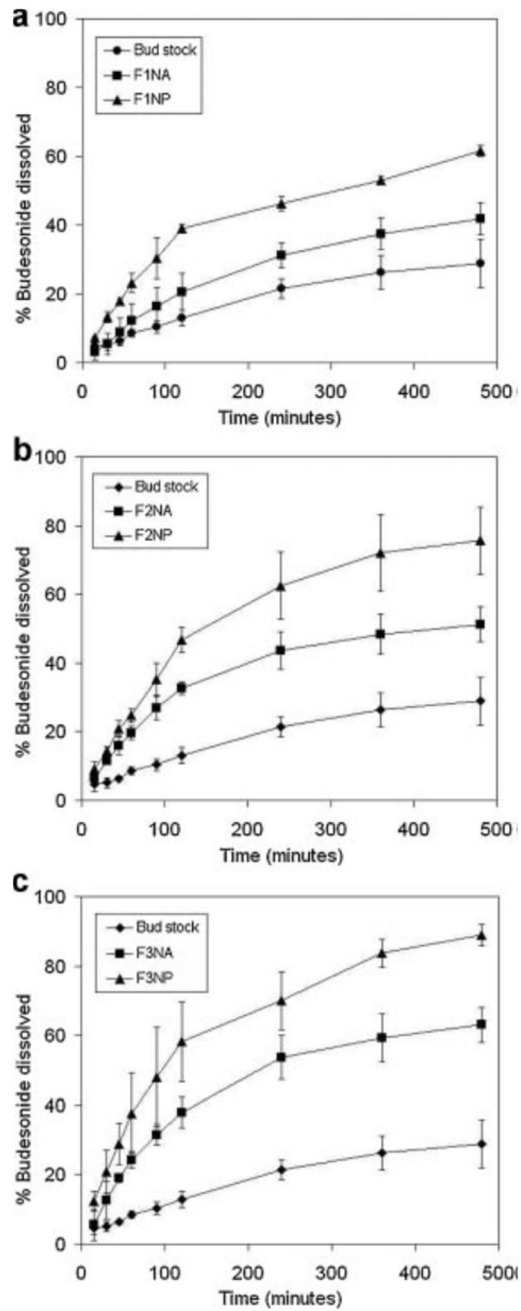 a
100
80
60
40
20
0
% Budesonide dissolved
Bud stock
F1NA
F1NP
0 100 200 300 400 500
Time (minutes)
b
100
80
60
40
20
0
% Budesonide dissolved
Bud stock
F2NA
F2NP
0 100 200 300 400 500
Time (minutes)
c
100
80
60
40
20
0
% Budesonide dissolved
Bud stock
F3NA
F3NP
0 100 200 300 400 5000
Time (minutes)